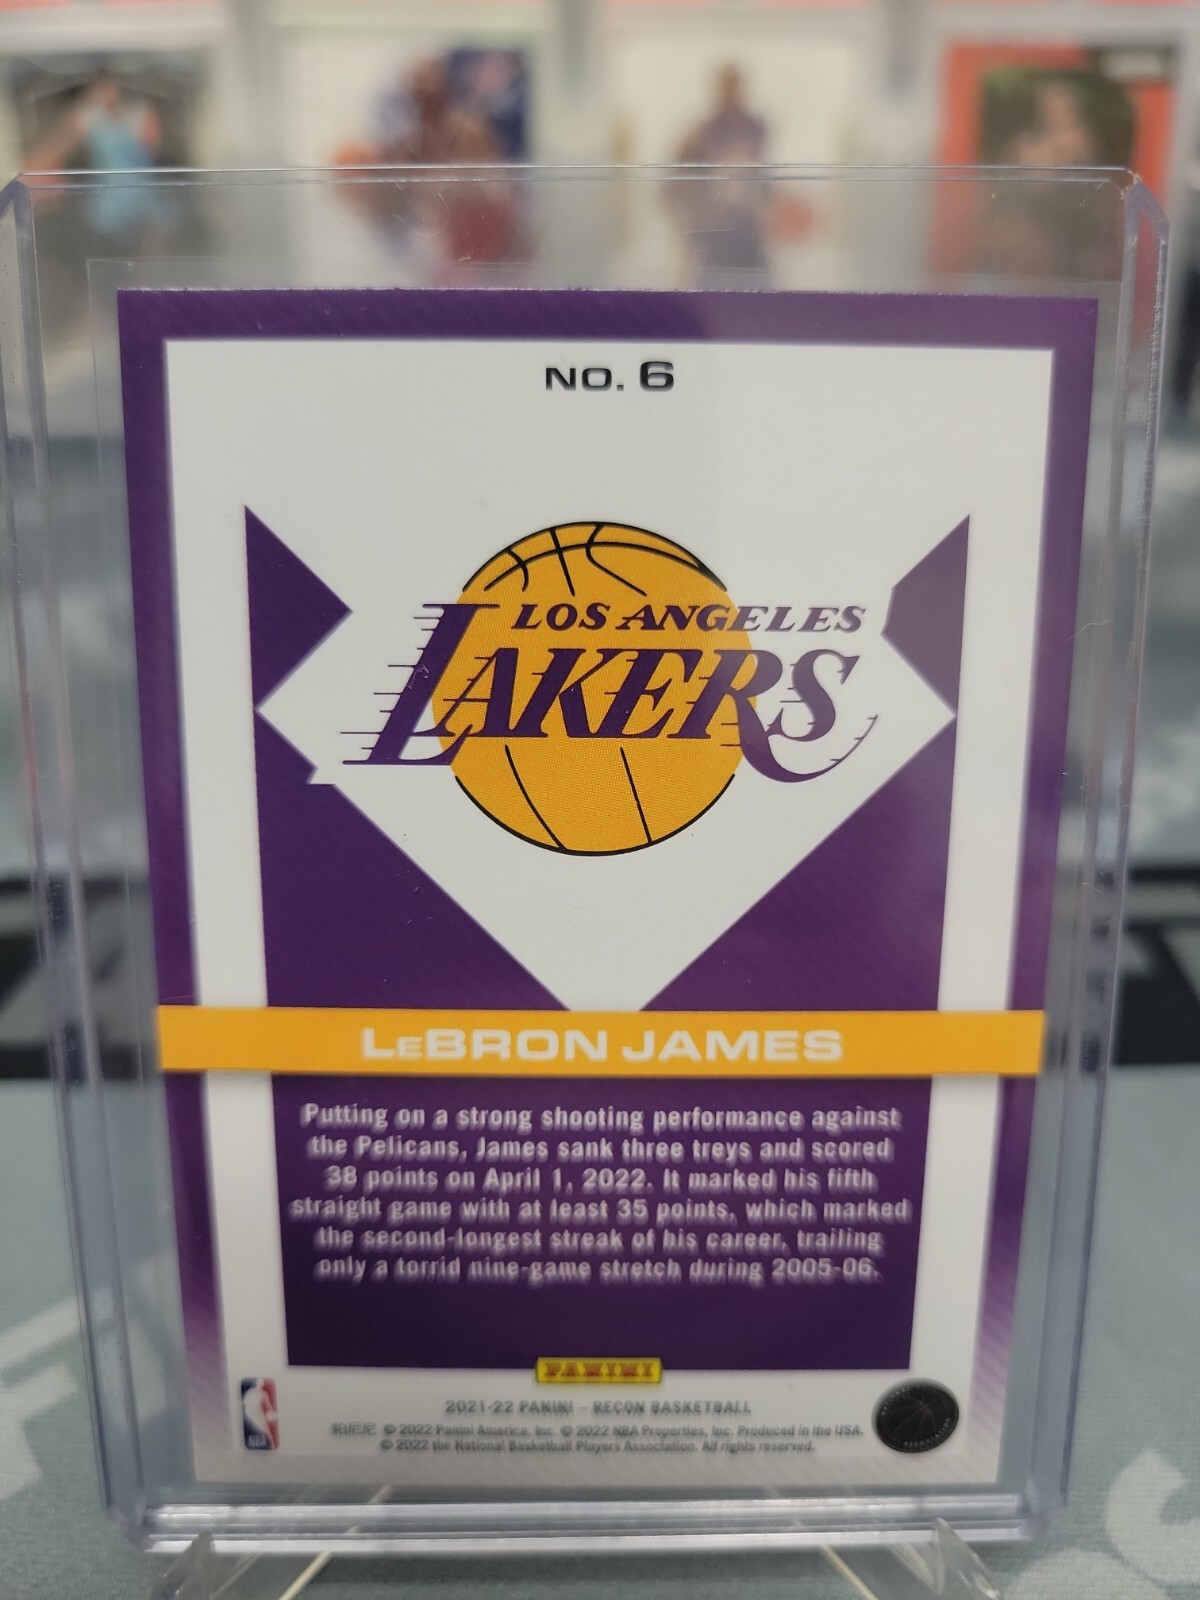 NO. 6
LOS ANGELES
LAKERS
LeBRON JAMES
Putting on a strong shooting performance against
the Pelicans, James sank three treys and scored
38 points on April 1, 2022. It marked his fifth
straight game with at least 35 points, which marked
the second-longest streak of his career, trailing
only a torrid nine-game stretch during 2005-06.
PANINI
2021-22 PANINI – RECON BASKETBALL
© 2022 Panini America, Inc. © 2022 NBA Properties, Inc. Produced in the USA.
© 2022 the National Basketball Players Association. All rights reserved.
NBA